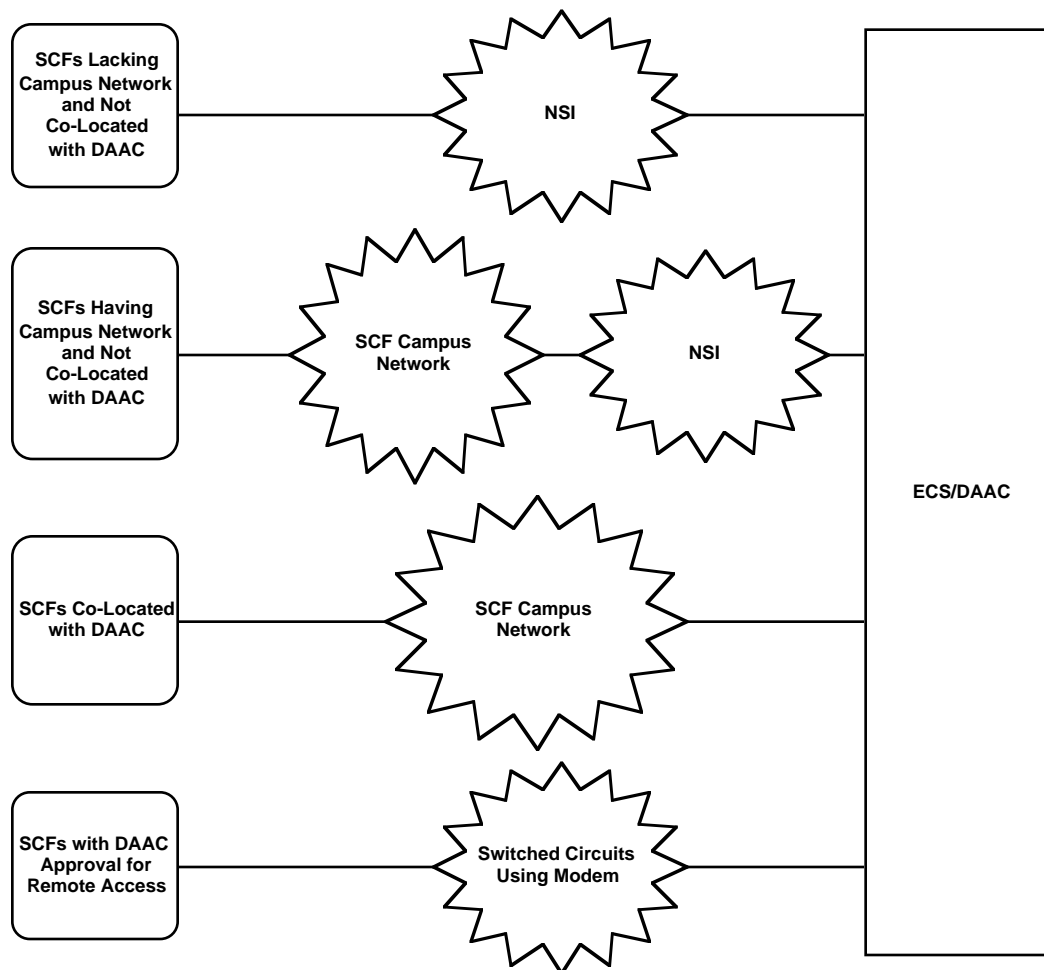 SCFs Lacking
Campus Network
and Not
Co-Located
with DAAC
NSI
SCFs Having
Campus Network
and Not
Co-Located
with DAAC
SCF Campus
Network
NSI
ECS/DAAC
SCFs Co-Located
with DAAC
SCF Campus
Network
SCFs with DAAC
Approval for
Remote Access
Switched Circuits
Using Modem